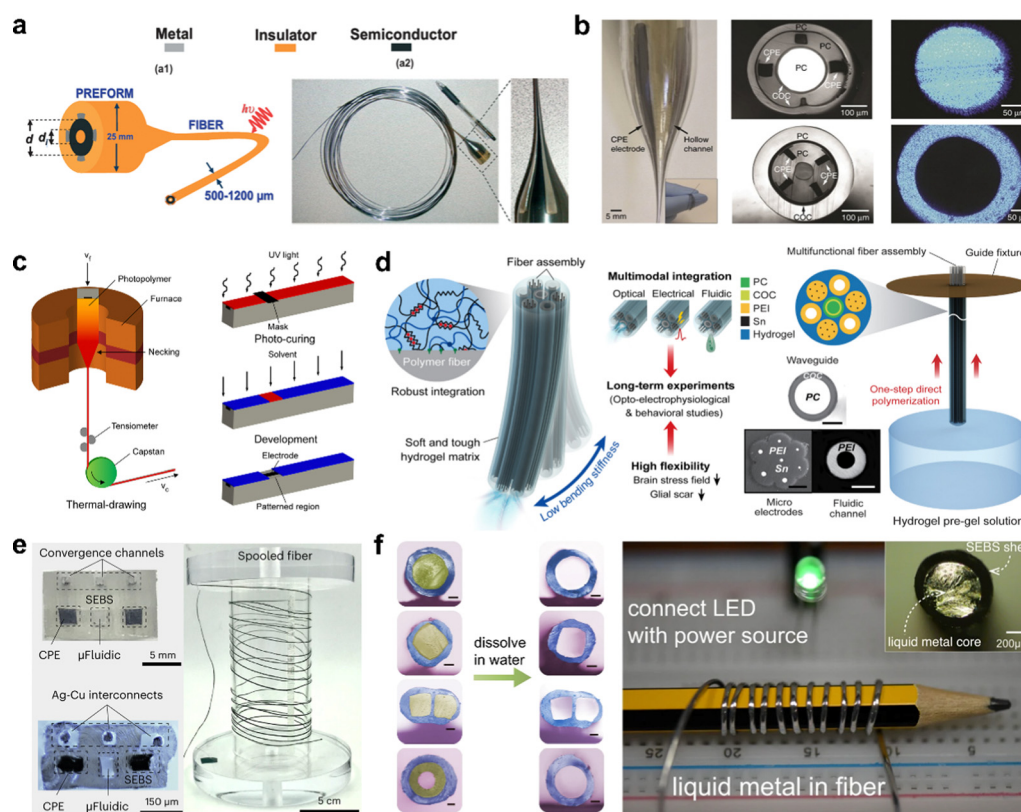 a
Metal
Insulator
Semiconductor
(a1)
(a2)
PREFORM
hυ
FIBER
d
25 mm
500-1200 µm
b
CPE
electrode
Hollow
channel
5 mm
PC
PC
CPE
PC
CPE
COC
100 µm
50 µ
PC
PC
CPE
CPE
COC
100 µm
50 µ
c
Photopolymer
Furnace
Necking
Tensiometer
Capstan
Thermal-drawing
UV light
Mask
Photo-curing
Solvent
Development
Electrode
Patterned region
d
Fiber assembly
Polymer fiber
Robust integration
Soft and tough
hydrogel matrix
Low bending stiffness
Multimodal integration
Optical
Electrical
Fluidic
Long-term experiments
(Opto-electrophysiological
& behavioral studies)
High flexibility
Brain stress field
Glial scar
Multifunctional fiber assembly
Guide fixture
PC
COC
PEI
Sn
Hydrogel
Waveguide
COC
PC
PEI
Sn
PEI
Micro
electrodes
Fluidic
channel
One-step direct
polymerization
Hydrogel pre-gel solution
e
Convergence channels
SEBS
CPE
µFluidic
5 mm
Ag-Cu interconnects
SEBS
CPE
µFluidic
150 µm
Spooled fiber
5 cm
f
dissolve
in water
connect LED
with power source
SEBS she
liquid metal core
200µ
25
20
15
10
5
liquid metal in fiber